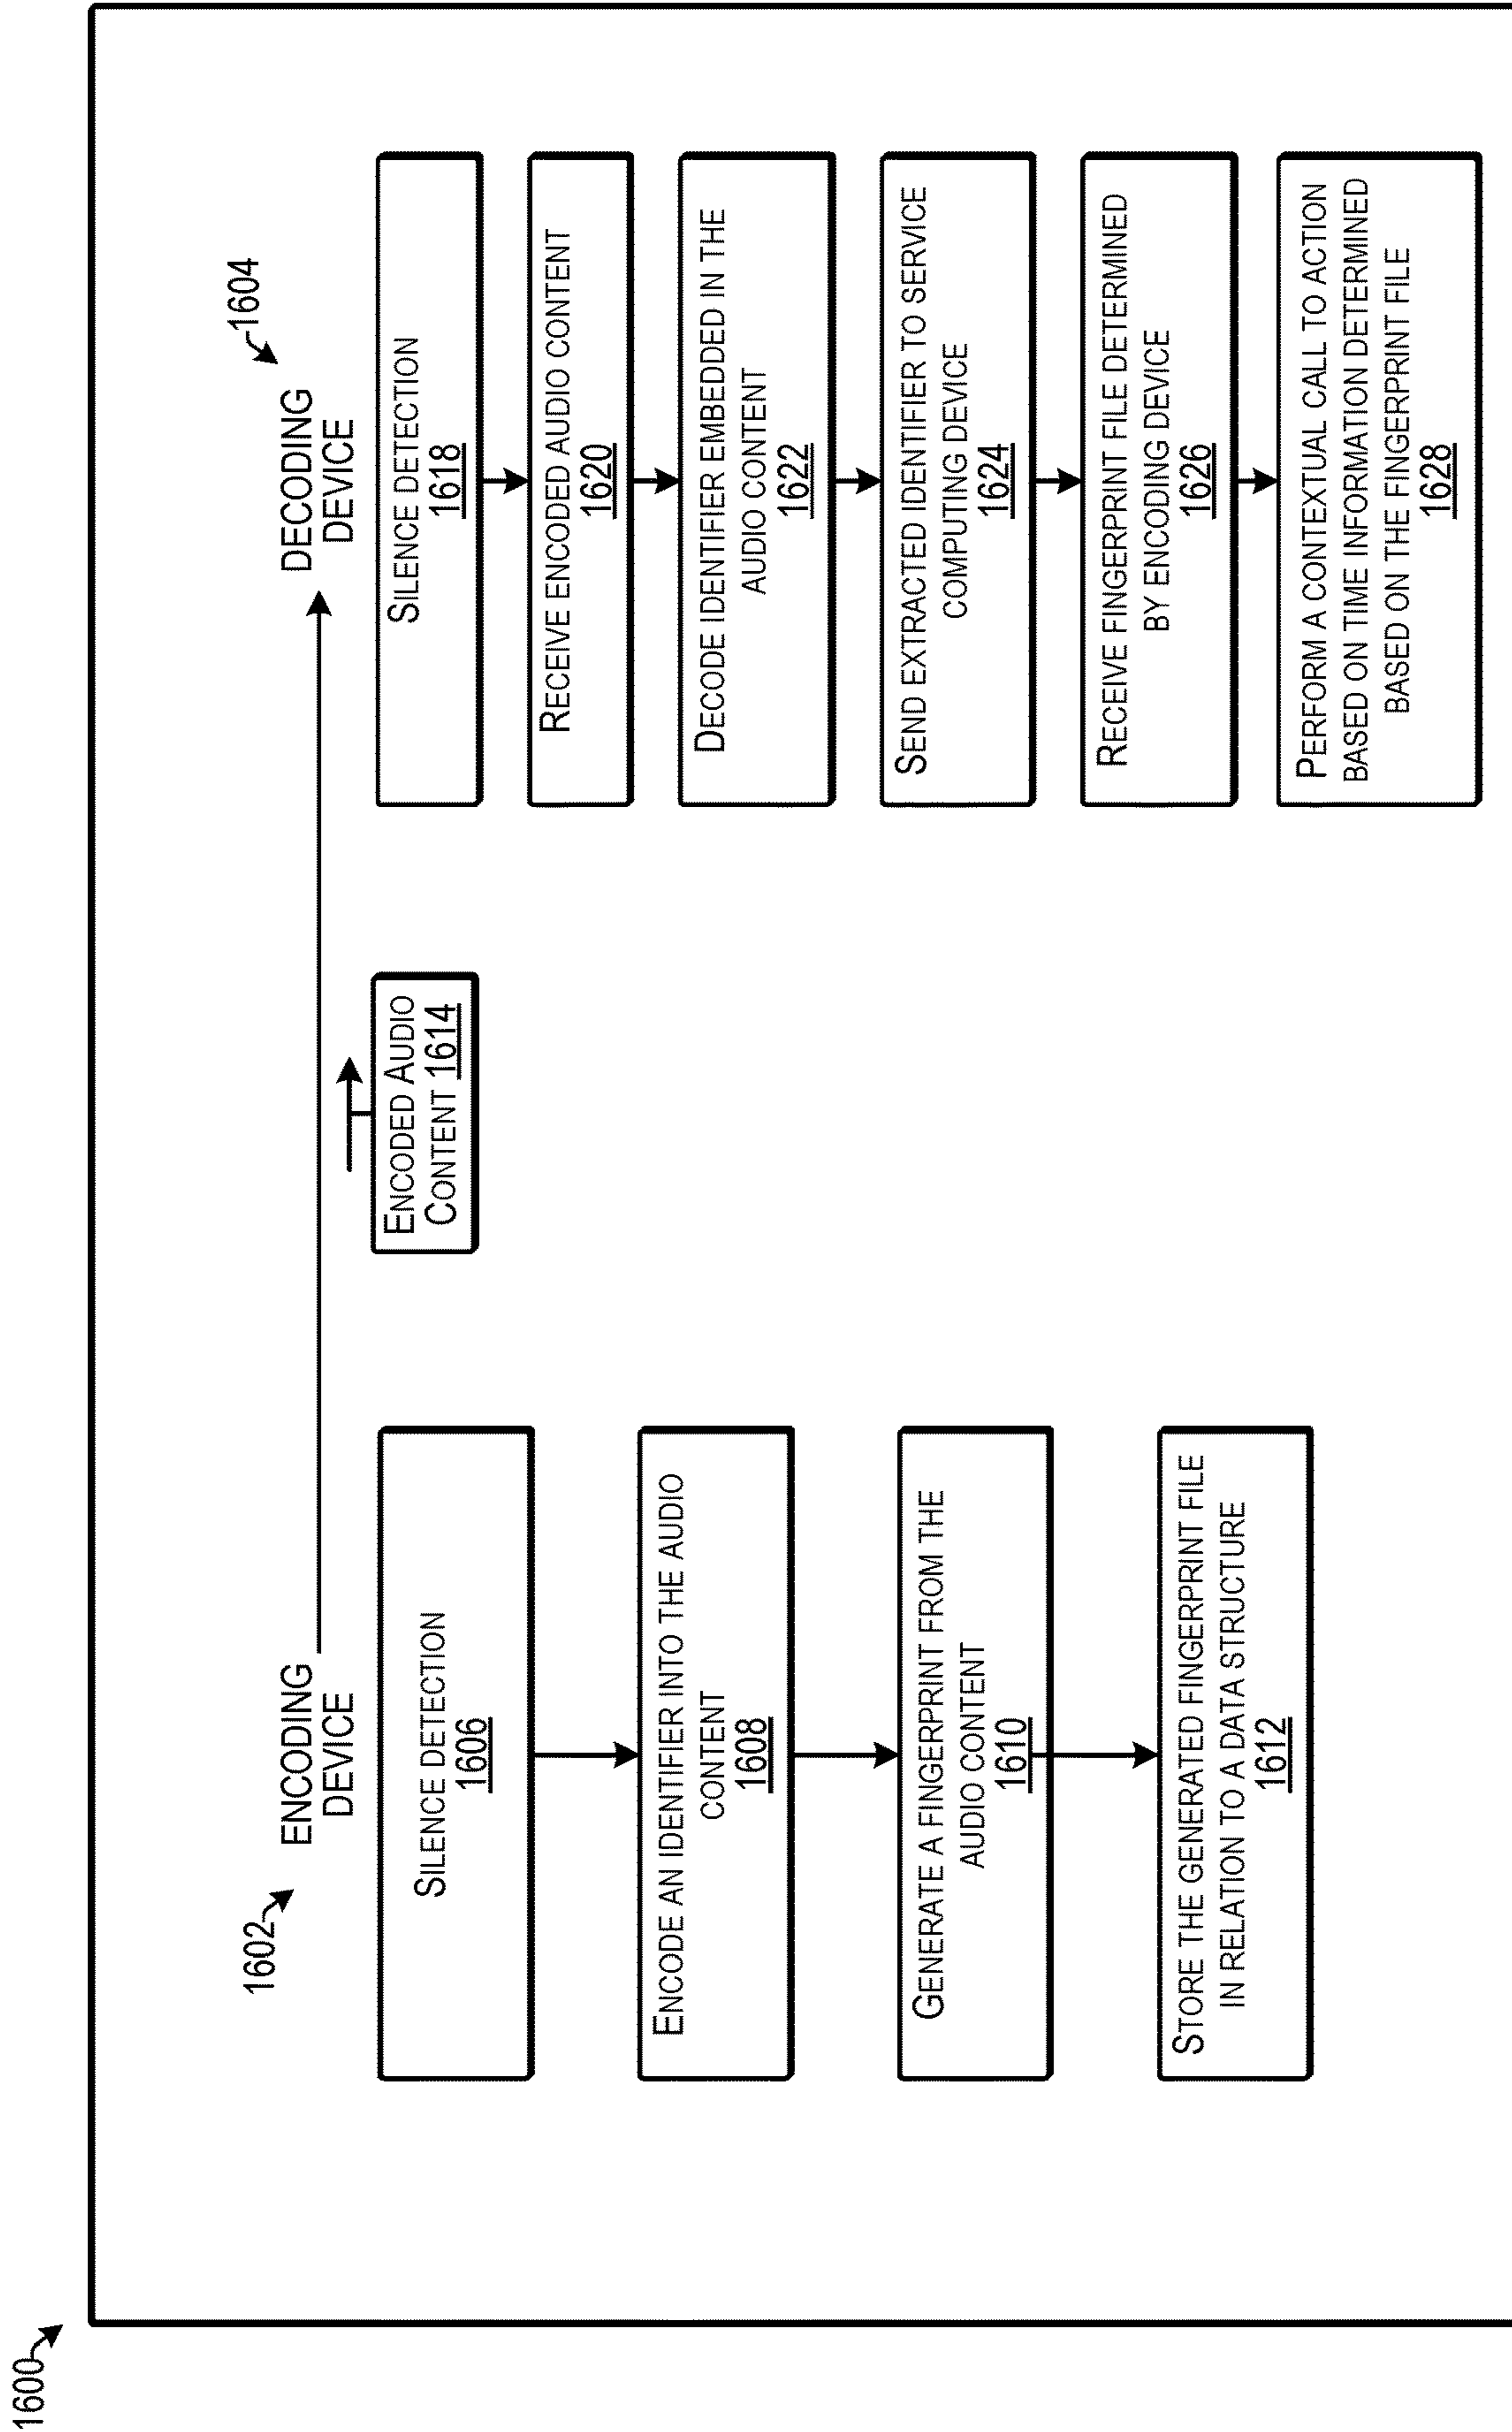 1600
1602
ENCODING
DEVICE
1604
DECODING
DEVICE
ENCODED AUDIO
CONTENT 1614
SILENCE DETECTION
1606
ENCODE AN IDENTIFIER INTO THE AUDIO
CONTENT
1608
GENERATE A FINGERPRINT FROM THE
AUDIO CONTENT
1610
STORE THE GENERATED FINGERPRINT FILE
IN RELATION TO A DATA STRUCTURE
1612
SILENCE DETECTION
1618
RECEIVE ENCODED AUDIO CONTENT
1620
DECODE IDENTIFIER EMBEDDED IN THE
AUDIO CONTENT
1622
SEND EXTRACTED IDENTIFIER TO SERVICE
COMPUTING DEVICE
1624
RECEIVE FINGERPRINT FILE DETERMINED
BY ENCODING DEVICE
1626
PERFORM A CONTEXTUAL CALL TO ACTION
BASED ON TIME INFORMATION DETERMINED
BASED ON THE FINGERPRINT FILE
1628